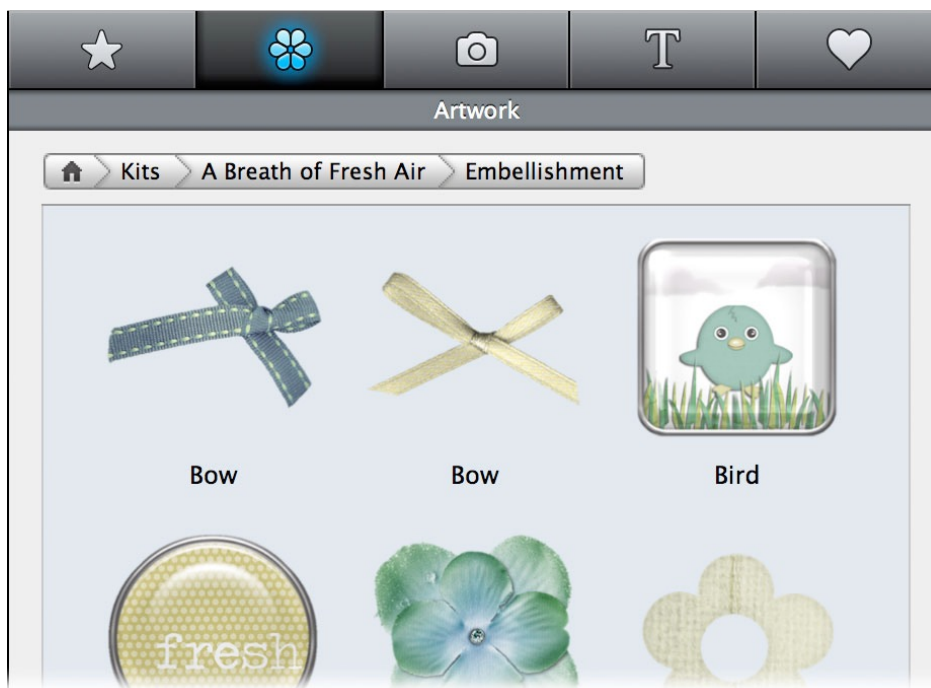 T
Artwork
Kits A Breath of Fresh Air Embellishment
Bow Bow Bird
fresh